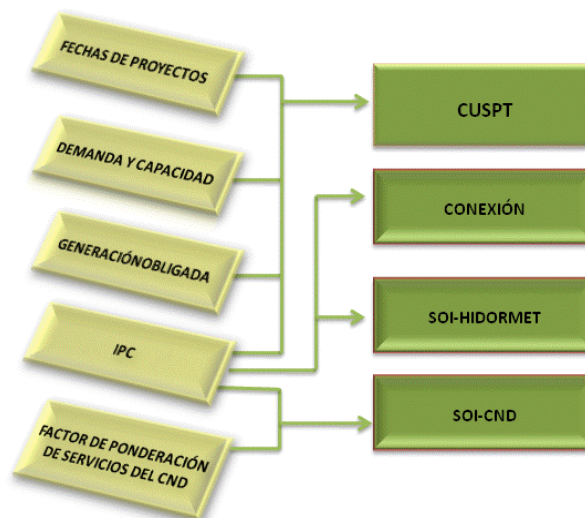 FECHAS DE PROYECTOS
DEMANDA Y CAPACIDAD
GENERACIÓNOBLIGADA
IPC
FACTOR DE PONDERACIÓN
DE SERVICIOS DEL CND
CUSPT
CONEXIÓN
SOI-HIDORMET
SOI-CND